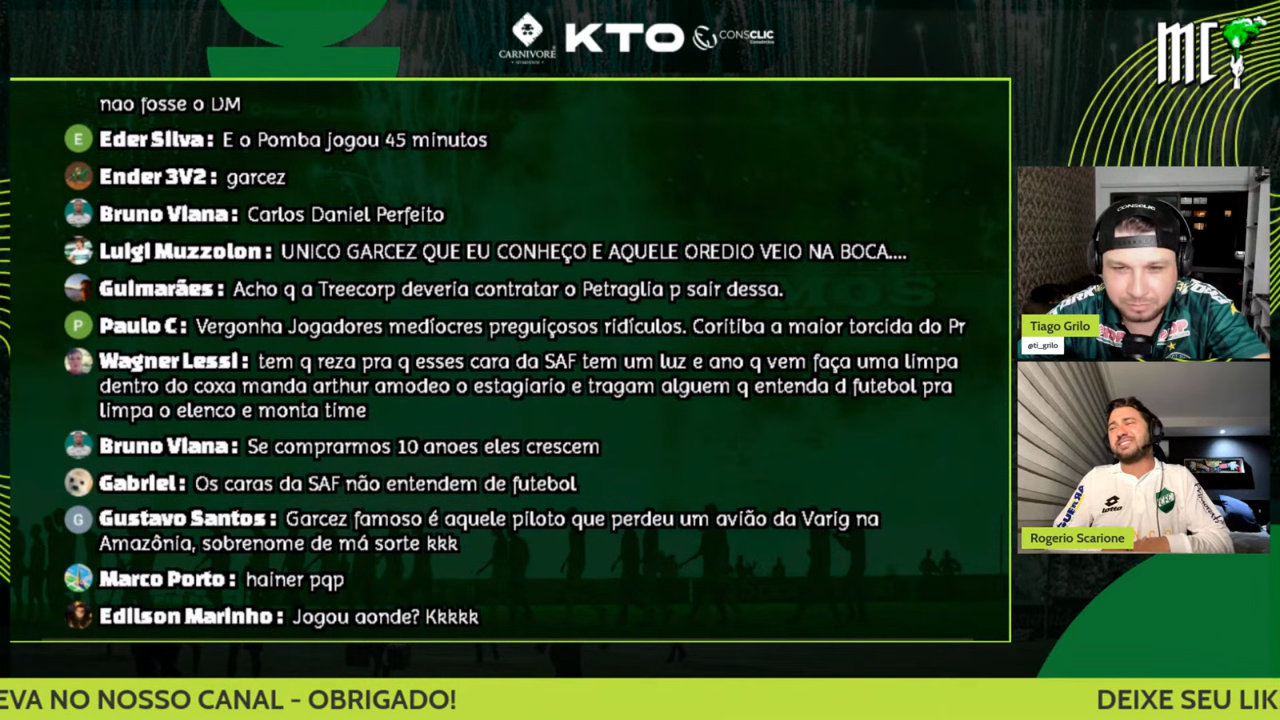 CARNIVORE
KTO
CONSCLIC
MC
não fosse o DM
E
Eder Silva : E o Pomba jogou 45 minutos
Ender 3V2 : garcez
Bruno Viana : Carlos Daniel Perfeito
Luigi Muzzolon : UNICO GARCEZ QUE EU CONHEÇO E AQUELE OREDIO VEIO NA BOCA....
Guimarães : Acho q a Treecorp deveria contratar o Petraglia p sair dessa.
P
Paulo C : Vergonha Jogadores medíocres preguiçosos ridículos. Coritiba a maior torcida do Pr
Wagner Lessi : tem q reza pra q esses cara da SAF tem um luz e ano q vem faça uma limpa
dentro do coxa manda arthur amodeo o estagiario e tragam alguem q entenda d futebol pra
limpa o elenco e monta time
Bruno Viana : Se comprarmos 10 anoes eles crescem
Gabriel : Os caras da SAF não entendem de futebol
G
Gustavo Santos : Garcez famoso é aquele piloto que perdeu um avião da Varig na
Amazônia, sobrenome de má sorte kkk
Marco Porto : hainer pqp
Edilson Marinho : Jogou aonde? Kkkkk
CONSCLIC
Tiago Grilo
@ti_grilo
lotto
Rogerio Scarione
EVA NO NOSSO CANAL - OBRIGADO!
DEIXE SEU LIK